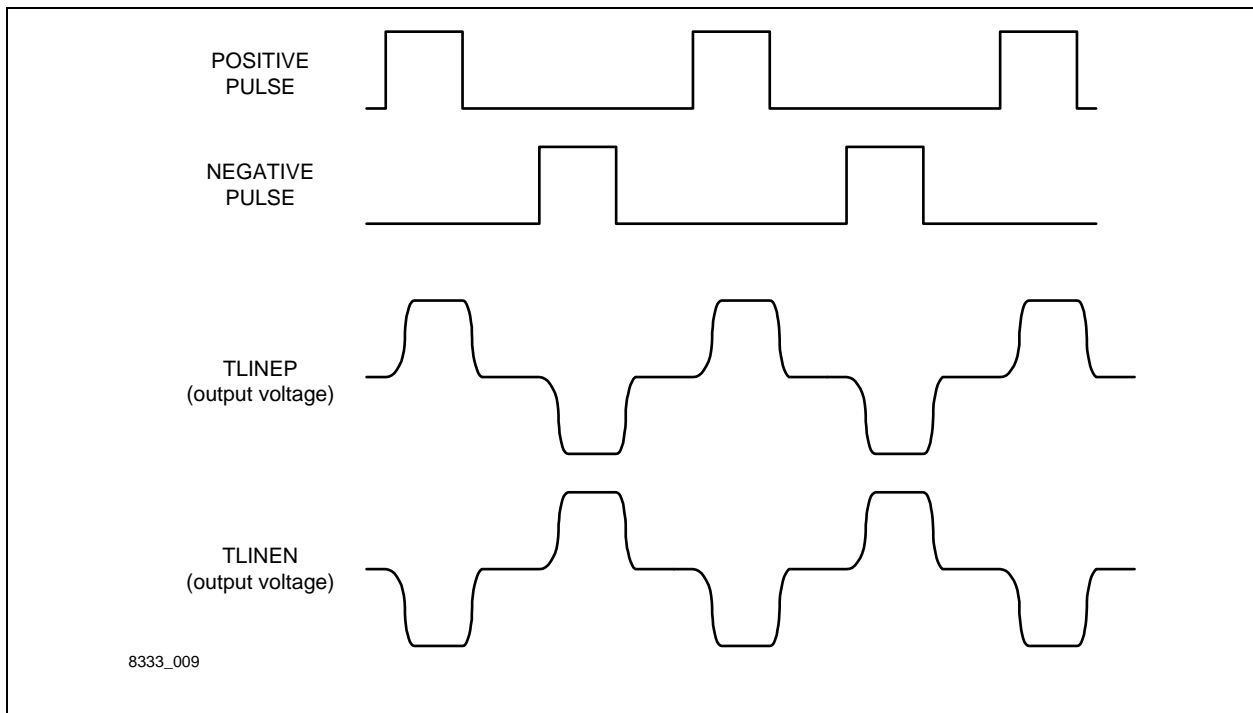 POSITIVE
PULSE
NEGATIVE
PULSE
TLINEP
(output voltage)
TLINEN
(output voltage)
8333_009